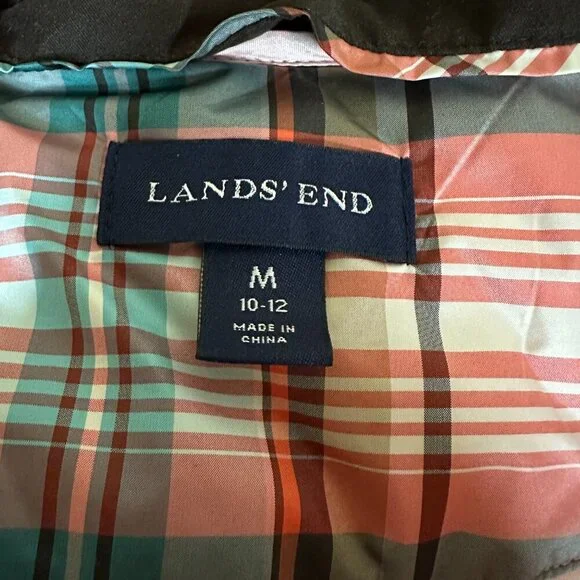 LANDS' END
M
10-12
MADE IN
CHINA